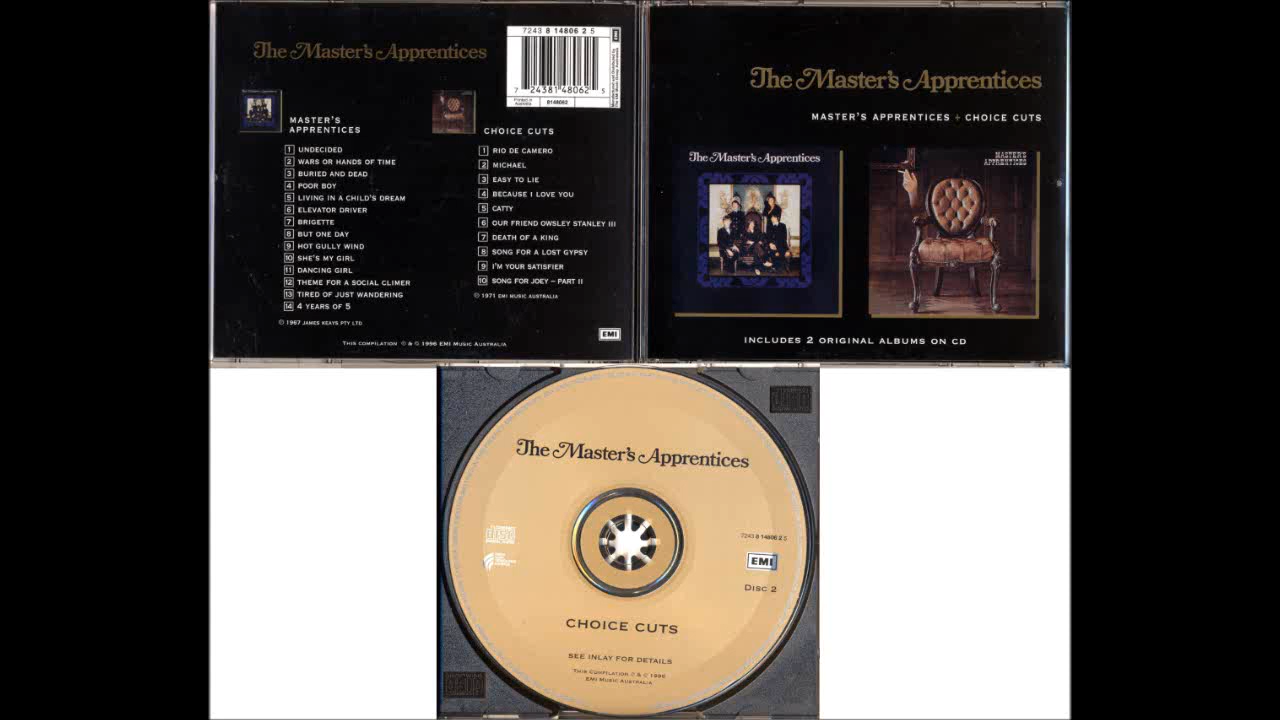 The Master's Apprentices
7243 8 14806 2 5
7 24381 48062 5
Printed in
Australia
8148062
MASTER'S
APPRENTICES
1 UNDECIDED
2 WARS OR HANDS OF TIME
3 BURIED AND DEAD
4 POOR BOY
5 LIVING IN A CHILD'S DREAM
6 ELEVATOR DRIVER
7 BRIGETTE
8 BUT ONE DAY
9 HOT GULLY WIND
10 SHE'S MY GIRL
11 DANCING GIRL
12 THEME FOR A SOCIAL CLIMER
13 TIRED OF JUST WANDERING
14 4 YEARS OF 5
© 1967 JAMES KEAYS PTY LTD
CHOICE CUTS
1 RIO DE CAMERO
2 MICHAEL
3 EASY TO LIE
4 BECAUSE I LOVE YOU
5 CATTY
6 OUR FRIEND OWSLEY STANLEY III
7 DEATH OF A KING
8 SONG FOR A LOST GYPSY
9 I'M YOUR SATISFIER
10 SONG FOR JOEY – PART II
© 1971 EMI MUSIC AUSTRALIA
EMI
THIS COMPILATION ℗ & © 1996 EMI MUSIC AUSTRALIA
The Master's Apprentices
MASTER'S APPRENTICES + CHOICE CUTS
The Master's Apprentices
MASTER'S
APPRENTICES
INCLUDES 2 ORIGINAL ALBUMS ON CD
The Master's Apprentices
COMPACT
disc
7243 8 14806 2 5
EMI
DISC 2
CHOICE CUTS
SEE INLAY FOR DETAILS
THIS COMPILATION ℗ & © 1996
EMI MUSIC AUSTRALIA